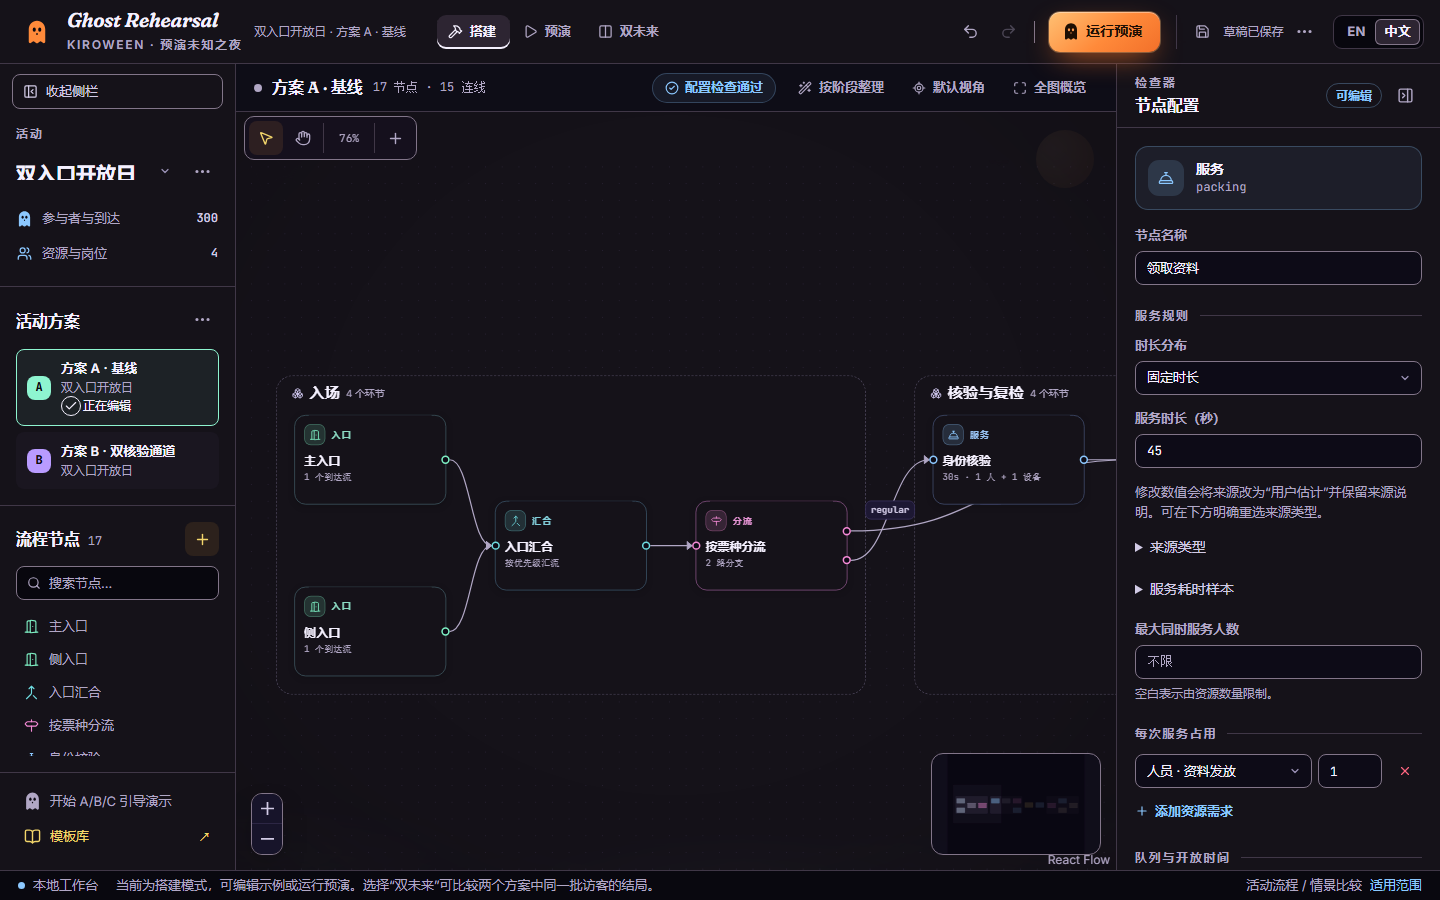 Ghost Rehearsal
KIROWEEN · 预演未知之夜
双入口开放日 · 方案 A · 基线
搭建
预演
双未来
运行预演
草稿已保存
EN
中文
收起侧栏
活动
双入口开放日
参与者与到达
300
资源与岗位
4
活动方案
A
方案 A · 基线
双入口开放日
正在编辑
B
方案 B · 双核验通道
双入口开放日
流程节点 17
搜索节点...
主入口
侧入口
入口汇合
按票种分流
身份核验
开始 A/B/C 引导演示
模板库
方案 A · 基线
17 节点 · 15 连线
配置检查通过
按阶段整理
默认视角
全图概览
76%
入场 4 个环节
入口
主入口
1 个到达流
入口
侧入口
1 个到达流
汇合
入口汇合
按优先级汇流
分流
按票种分流
2 路分支
regular
核验与复检 4 个环节
服务
身份核验
30s · 1 人 + 1 设备
React Flow
检查器
节点配置
可编辑
服务
packing
节点名称
领取资料
服务规则
时长分布
固定时长
服务时长（秒）
45
修改数值会将来源改为“用户估计”并保留来源说
明。可在下方明确重选来源类型。
来源类型
服务耗时样本
最大同时服务人数
不限
空白表示由资源数量限制。
每次服务占用
人员 · 资料发放
1
添加资源需求
队列与开放时间
本地工作台
当前为搭建模式，可编辑示例或运行预演。选择“双未来”可比较两个方案中同一批访客的结局。
活动流程 / 情景比较
适用范围